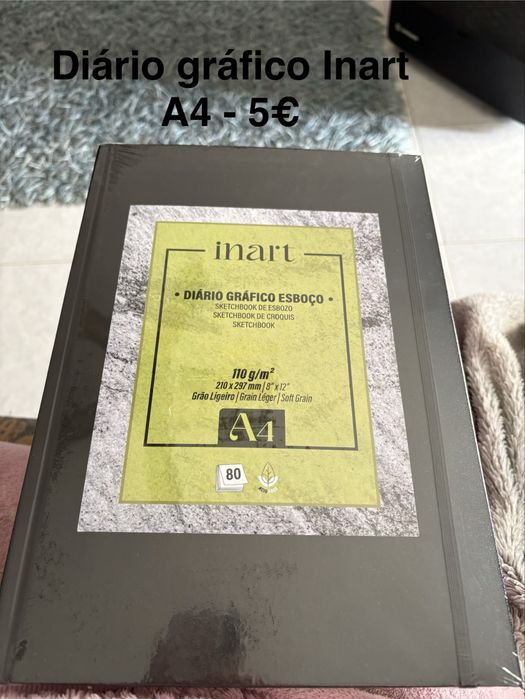 Diário gráfico Inart
A4 - 5€
inart
• DIÁRIO GRÁFICO ESBOÇO •
SKETCHBOOK DE ESBOZO
SKETCHBOOK DE CROQUIS
SKETCHBOOK
110 g/m²
210 x 297 mm | 8" x 12"
Grão Ligeiro | Grain Léger | Soft Grain
A4
80